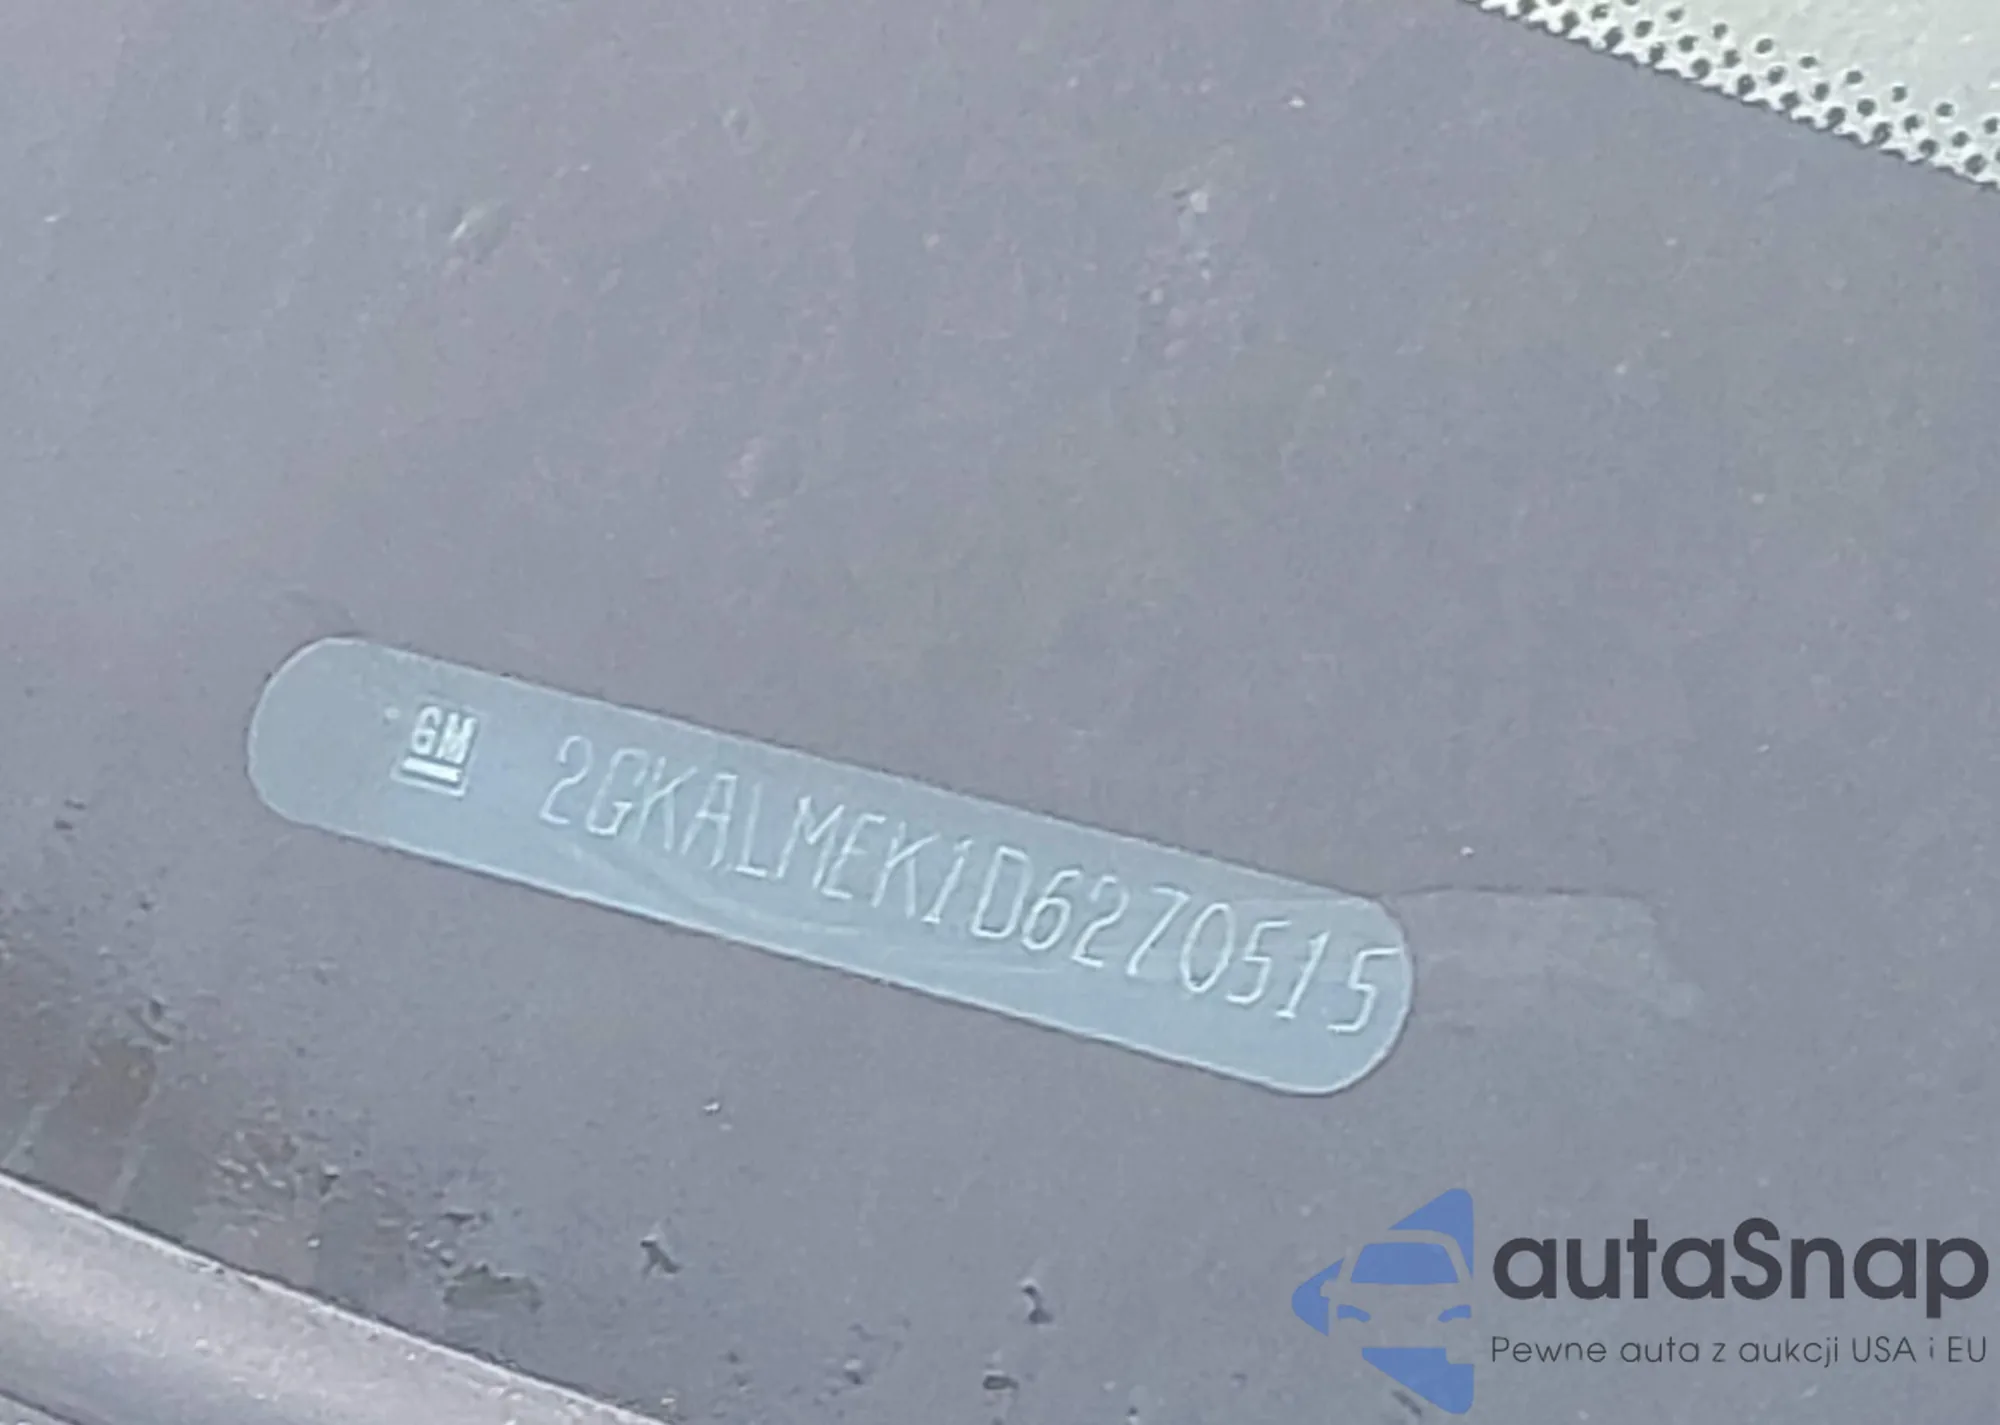 GM 2GKALMEK1D6270515
autaSnap
Pewne auta z aukcji USA i EU